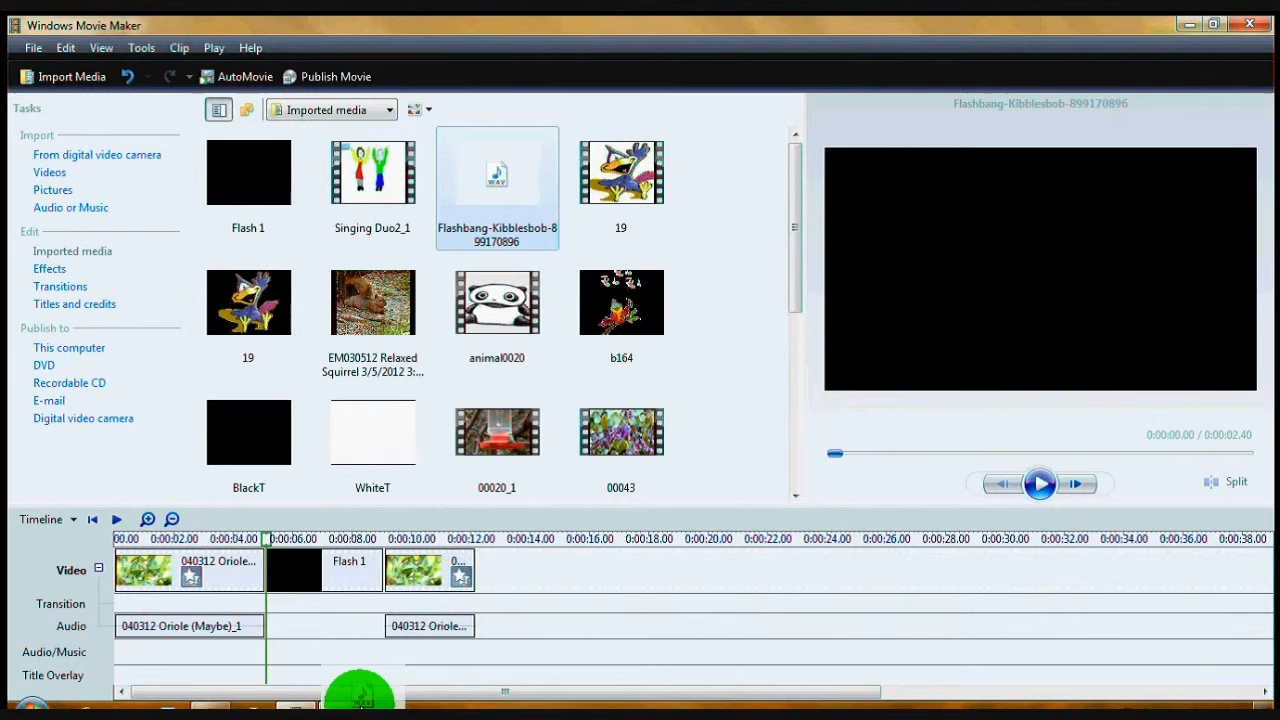 Windows Movie Maker
File Edit View Tools Clip Play Help
Import Media AutoMovie Publish Movie
Tasks
Import
From digital video camera
Videos
Pictures
Audio or Music
Edit
Imported media
Effects
Transitions
Titles and credits
Publish to
This computer
DVD
Recordable CD
E-mail
Digital video camera
Imported media
Flash 1
Singing Duo2_1
WAV
Flashbang-Kibblesbob-8
99170896
19
19
EM030512 Relaxed
Squirrel 3/5/2012 3:...
animal0020
b164
BlackT
WhiteT
00020_1
00043
Flashbang-Kibblesbob-899170896
0:00:00.00 / 0:00:02.40
Split
Timeline
00.00 0:00:02.00 0:00:04.00 0:00:06.00 0:00:08.00 0:00:10.00 0:00:12.00 0:00:14.00 0:00:16.00 0:00:18.00 0:00:20.00 0:00:22.00 0:00:24.00 0:00:26.00 0:00:28.00 0:00:30.00 0:00:32.00 0:00:34.00 0:00:36.00 0:00:38.00
Video
040312 Oriole... Flash 1 0...
Transition
Audio
040312 Oriole (Maybe)_1 040312 Oriole...
Audio/Music
Title Overlay